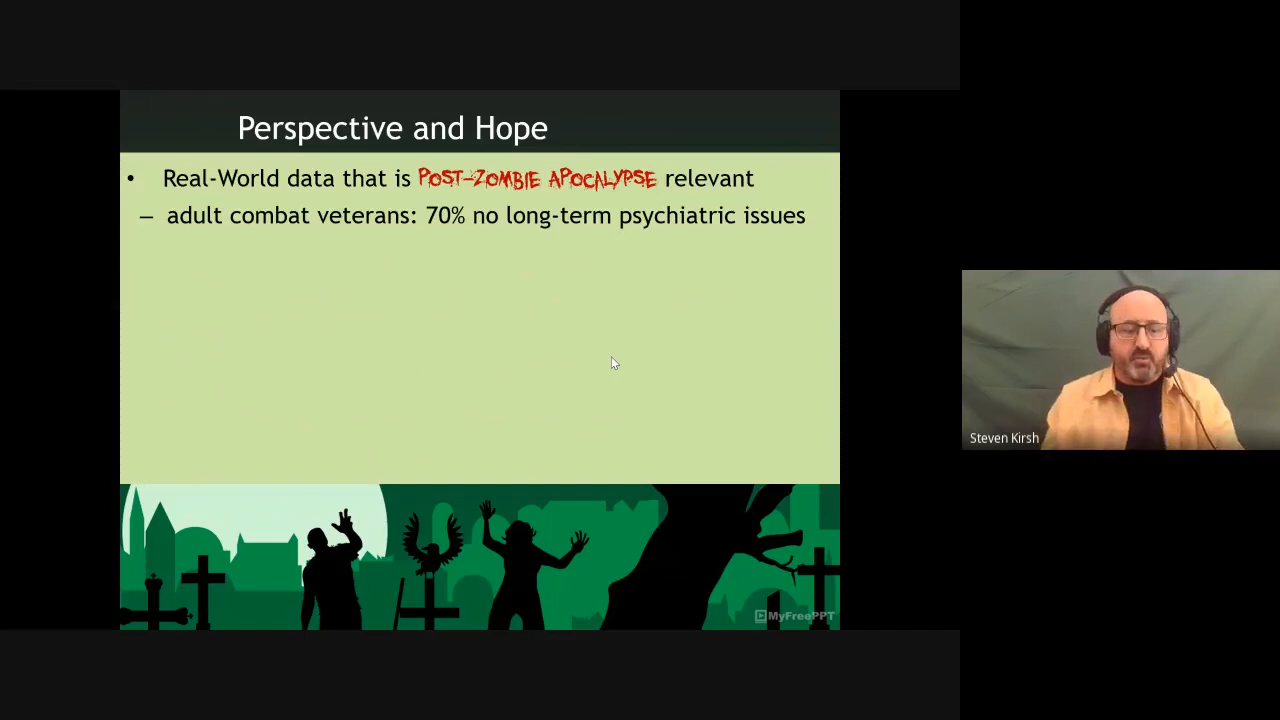 Perspective and Hope
• Real-World data that is POST-ZOMBIE APOCALYPSE relevant
– adult combat veterans: 70% no long-term psychiatric issues
Steven Kirsh
MyFreePPT